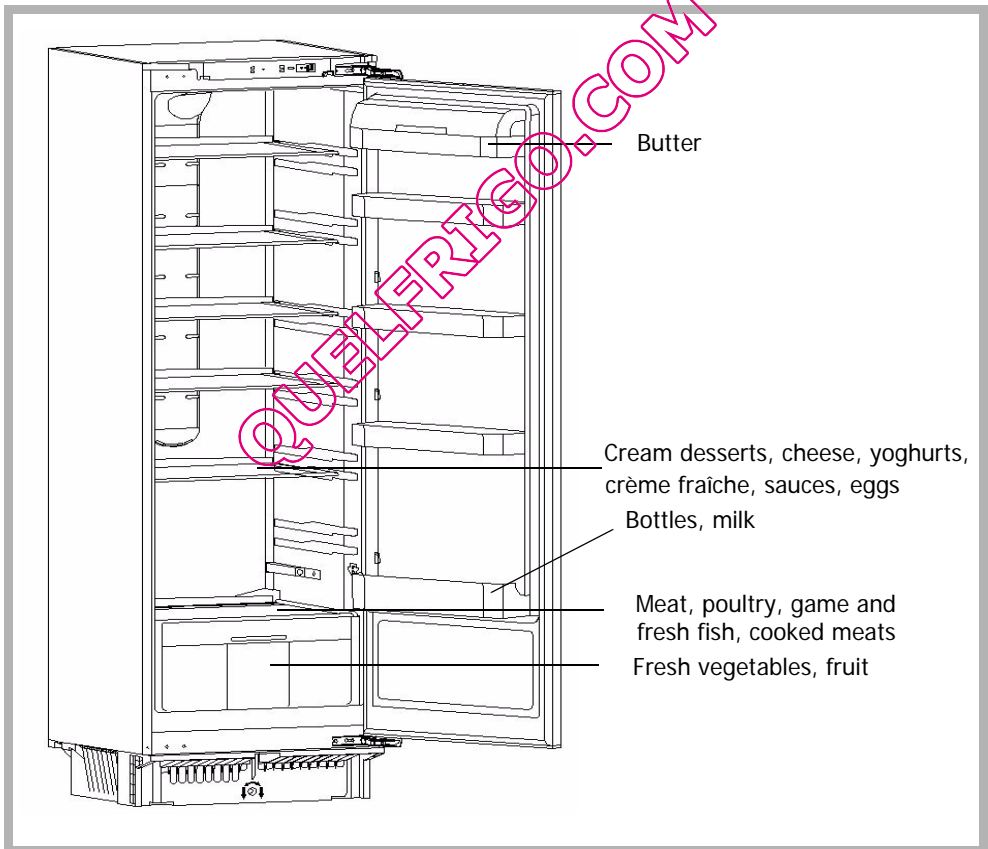 QUELFRIGO.COM
Butter
Cream desserts, cheese, yoghurts,
crème fraîche, sauces, eggs
Bottles, milk
Meat, poultry, game and
fresh fish, cooked meats
Fresh vegetables, fruit